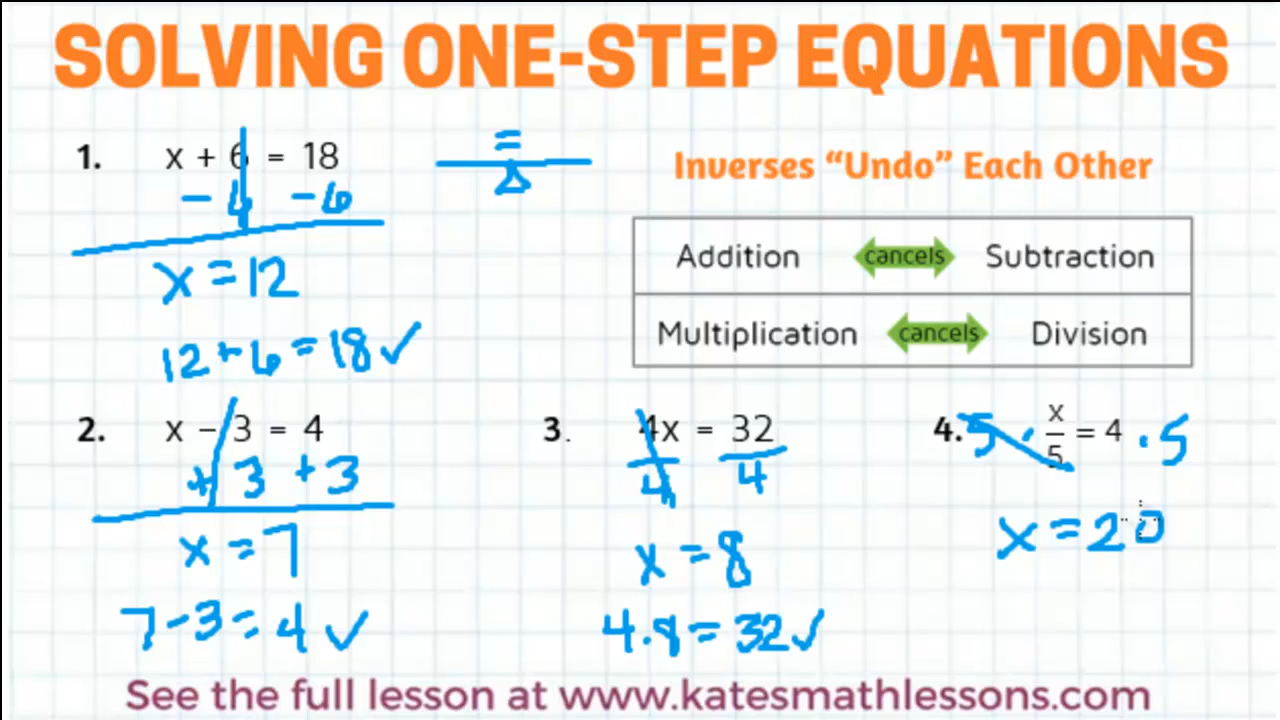 SOLVING ONE-STEP EQUATIONS
1. x + 6 = 18
- 6 - 6
x = 12
12 + 6 = 18 ✓
=
Δ
Inverses “Undo” Each Other
Addition cancels Subtraction
Multiplication cancels Division
2. x – 3 = 4
+ 3 + 3
x = 7
7 - 3 = 4 ✓
3. 4x = 32
4 4
x = 8
4 . 8 = 32 ✓
4. 5 · x/5 = 4 · 5
x = 20
See the full lesson at www.katesmathlessons.com